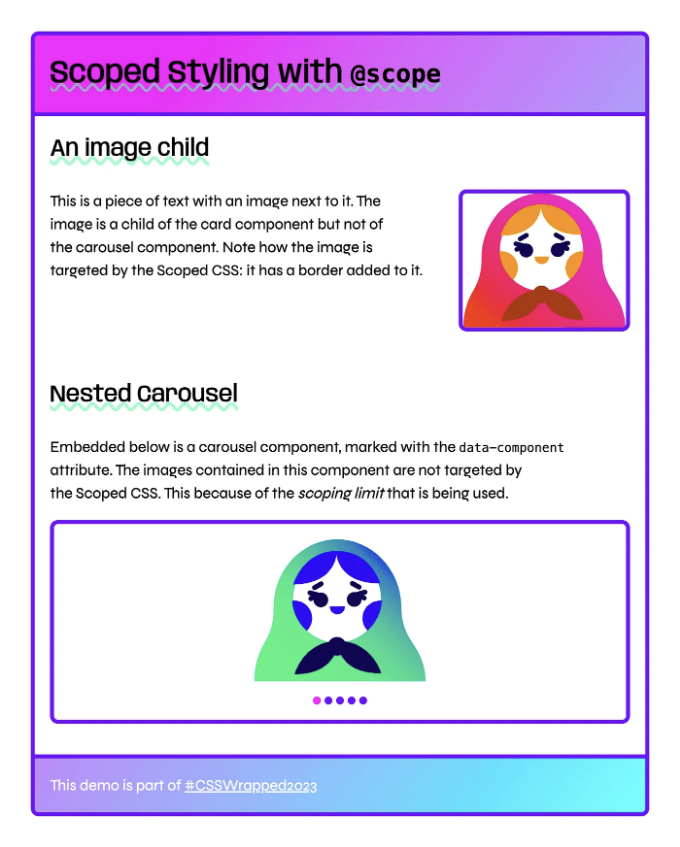 Scoped Styling with @scope
An image child
This is a piece of text with an image next to it. The
image is a child of the card component but not of
the carousel component. Note how the image is
targeted by the Scoped CSS: it has a border added to it.
Nested Carousel
Embedded below is a carousel component, marked with the data-component
attribute. The images contained in this component are not targeted by
the Scoped CSS. This because of the scoping limit that is being used.
This demo is part of #CSSWrapped2023